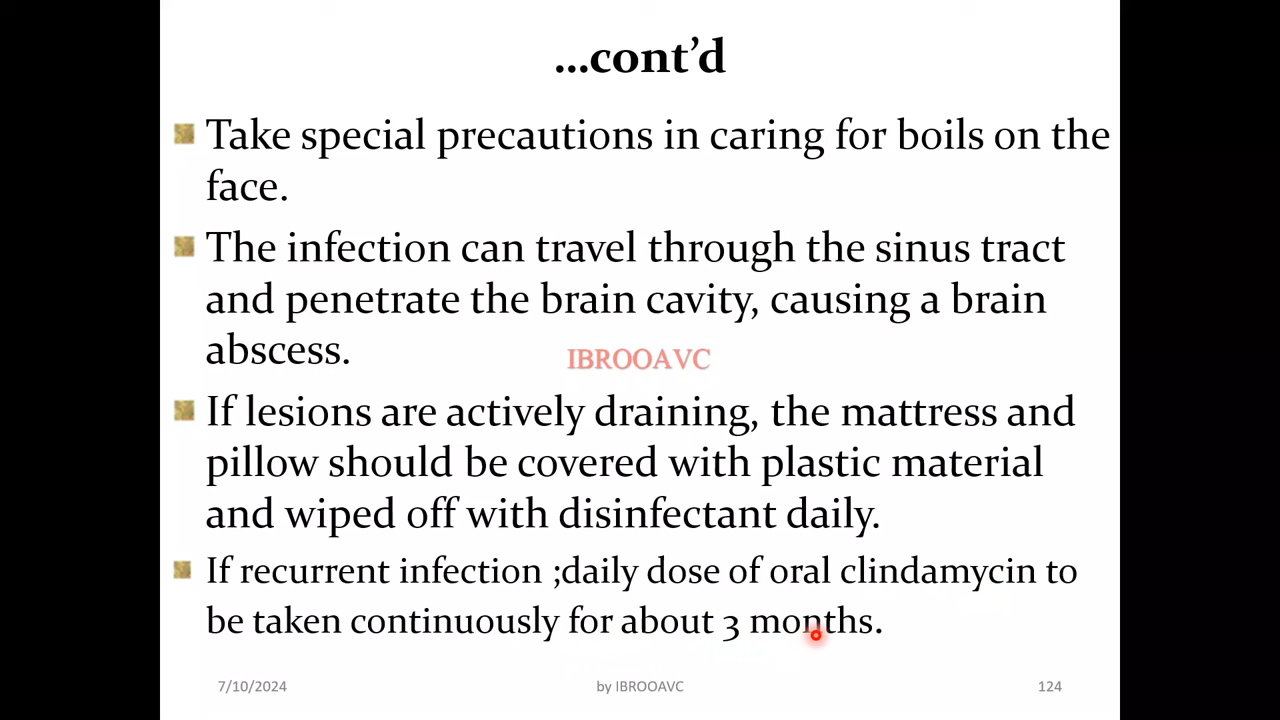 ...cont’d
Take special precautions in caring for boils on the
face.
The infection can travel through the sinus tract
and penetrate the brain cavity, causing a brain
abscess.
IBROOAVC
If lesions are actively draining, the mattress and
pillow should be covered with plastic material
and wiped off with disinfectant daily.
If recurrent infection ;daily dose of oral clindamycin to
be taken continuously for about 3 months.
7/10/2024 by IBROOAVC 124